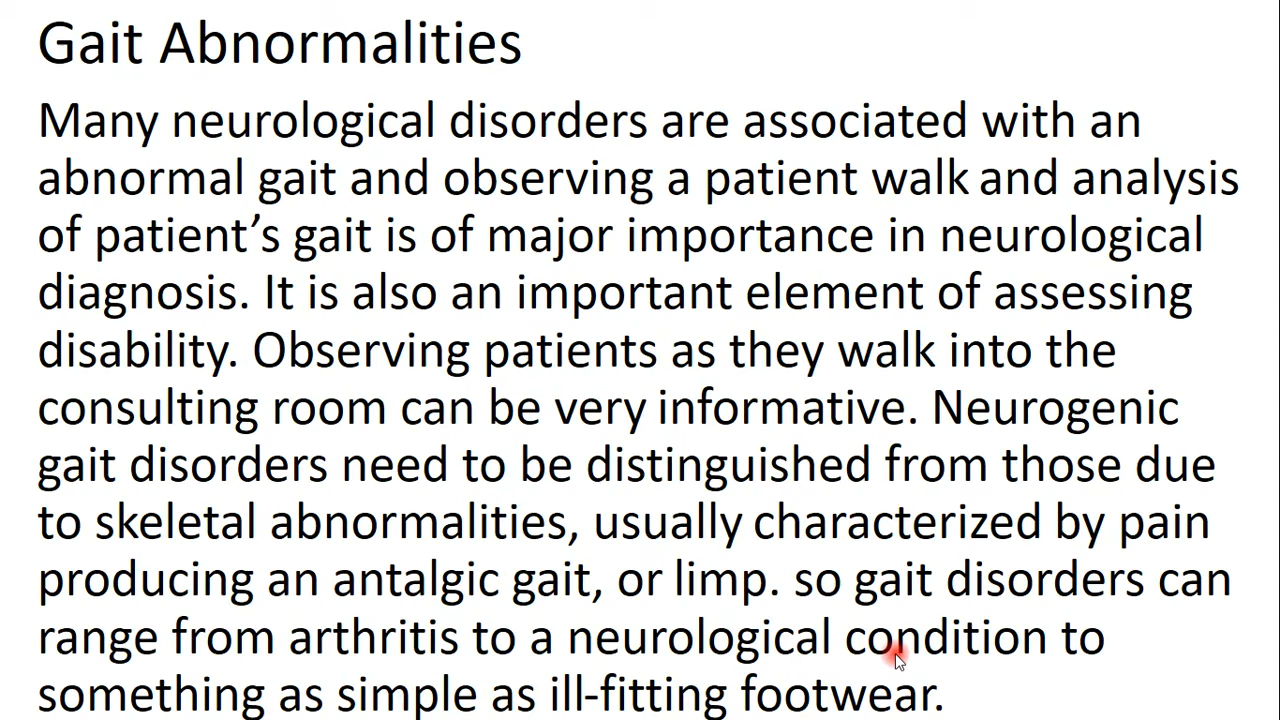 Gait Abnormalities
Many neurological disorders are associated with an
abnormal gait and observing a patient walk and analysis
of patient’s gait is of major importance in neurological
diagnosis. It is also an important element of assessing
disability. Observing patients as they walk into the
consulting room can be very informative. Neurogenic
gait disorders need to be distinguished from those due
to skeletal abnormalities, usually characterized by pain
producing an antalgic gait, or limp. so gait disorders can
range from arthritis to a neurological condition to
something as simple as ill-fitting footwear.